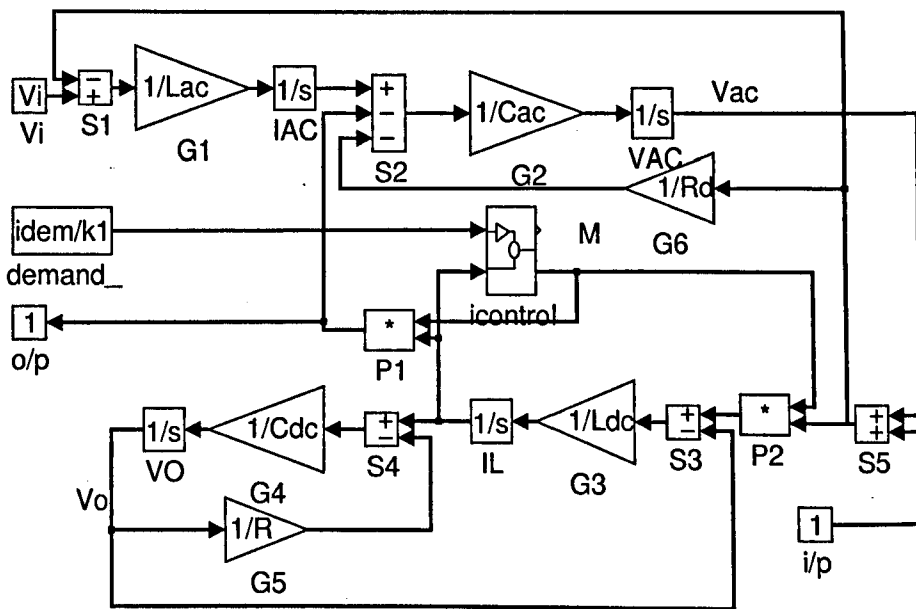 Vi
Vi
−
+
S1
1/Lac
G1
1/s
IAC
+
−
−
S2
1/Cac
G2
1/s
VAC
Vac
1/Rd
G6
idem/k1
demand_
M
icontrol
1
o/p
*
P1
1/s
VO
Vo
1/Cdc
G4
+
−
S4
1/s
IL
1/Ldc
G3
+
−
S3
*
P2
+
+
S5
1/R
G5
1
i/p